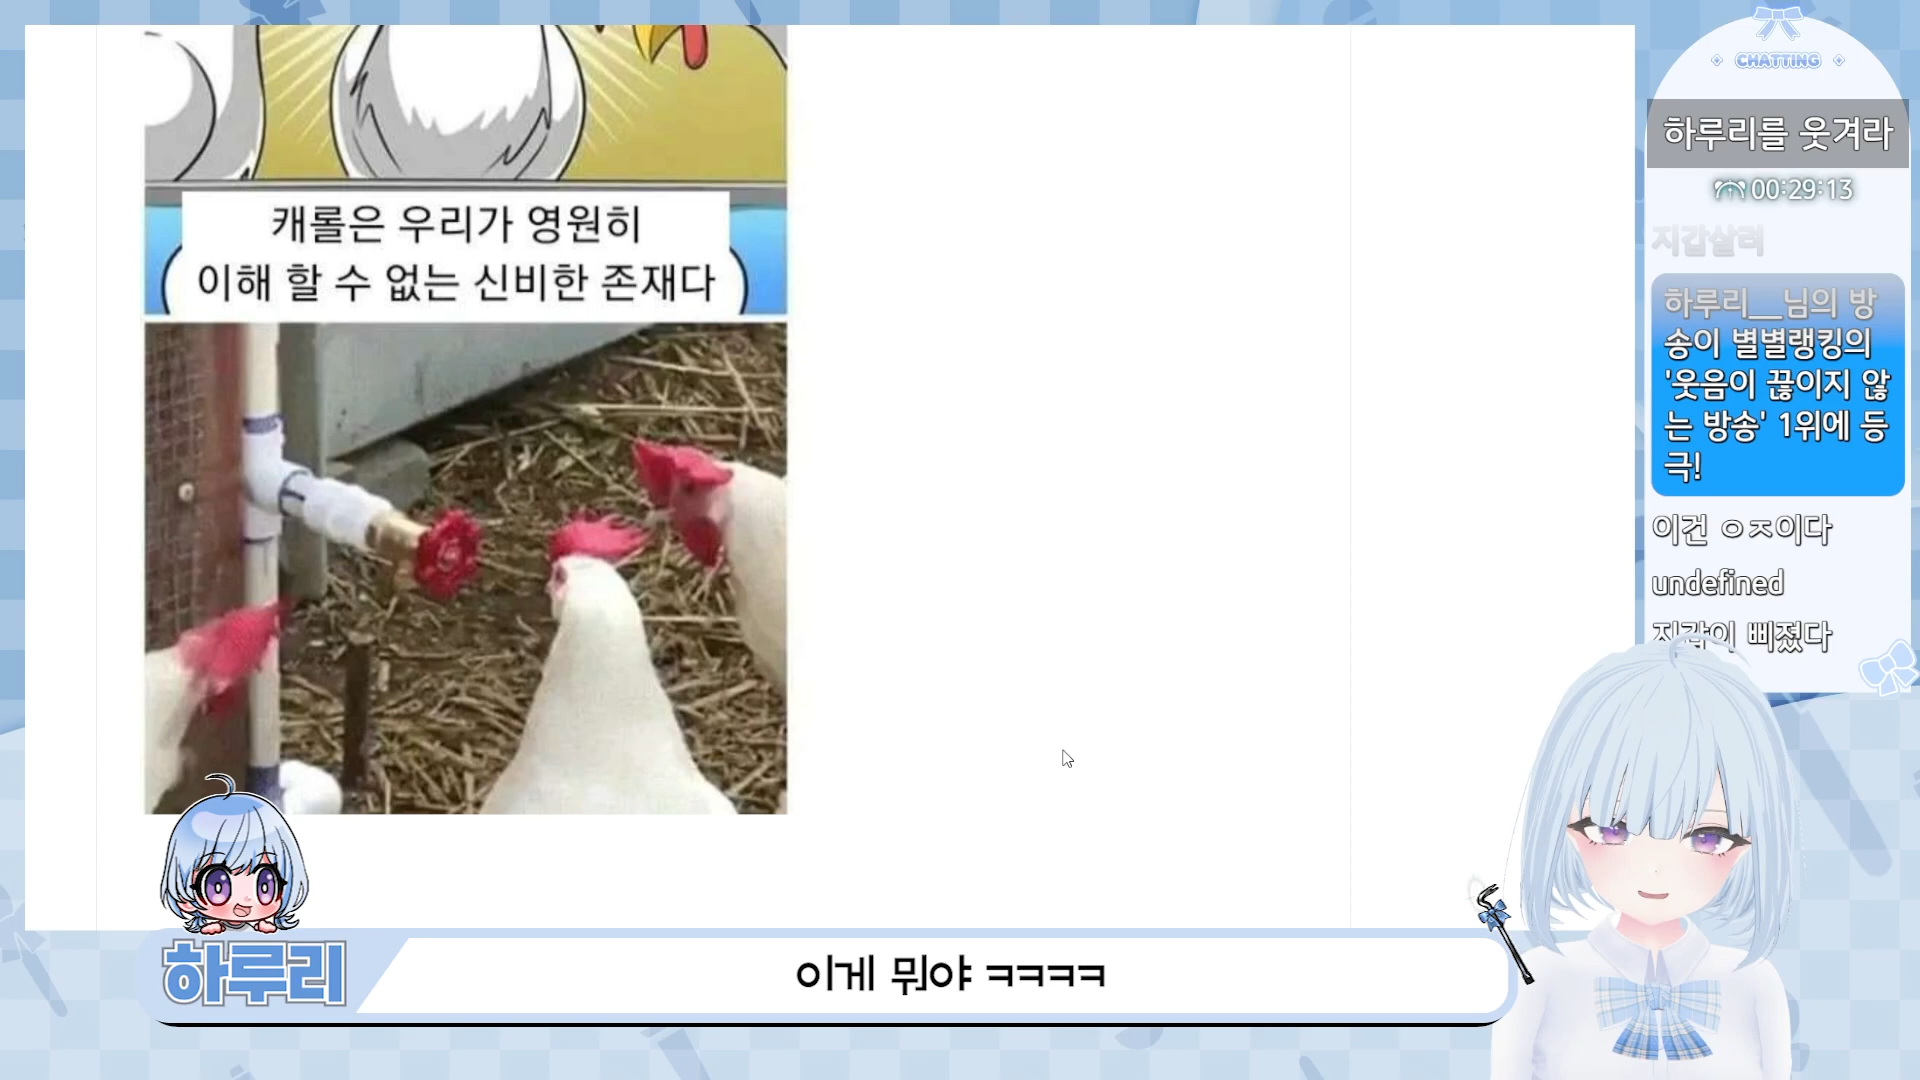 캐롤은 우리가 영원히
이해 할 수 없는 신비한 존재다
CHATTING
하루리를 웃겨라
00:29:13
지갑살려
하루리__님의 방
송이 별별랭킹의
'웃음이 끊이지 않
는 방송' 1위에 등
극!
이건 ㅇㅈ이다
undefined
지갑이 삐졌다
하루리
이게 뭐야 ㅋㅋㅋㅋ